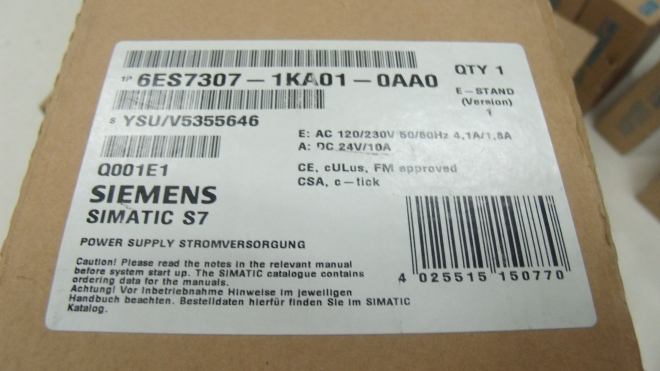 1P 6ES7307-1KA01-0AA0
QTY 1
E-STAND
(Version)
1
S YSU/V5355646
E: AC 120/230V 50/60Hz 4,1A/1,8A
A: DC 24V/10A
Q001E1
CE, cULus, FM approved
CSA, c-tick
SIEMENS
SIMATIC S7
POWER SUPPLY STROMVERSORGUNG
Caution! Please read the notes in the relevant manual
before system start up. The SIMATIC catalogue contains
ordering data for the manuals.
Achtung! Vor Inbetriebnahme Hinweise im jeweiligen
Handbuch beachten. Bestelldaten hierfür finden Sie im SIMATIC
Katalog.
4 025515 150770